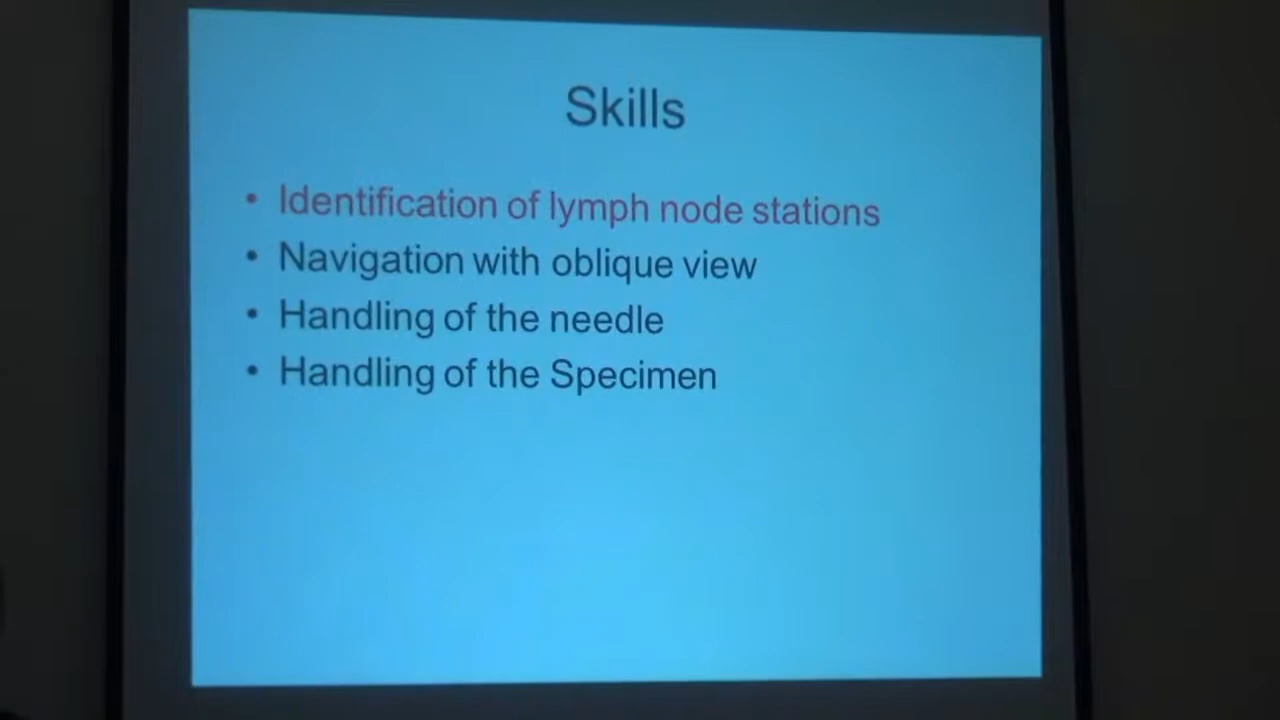 Skills
• Identification of lymph node stations
• Navigation with oblique view
• Handling of the needle
• Handling of the Specimen